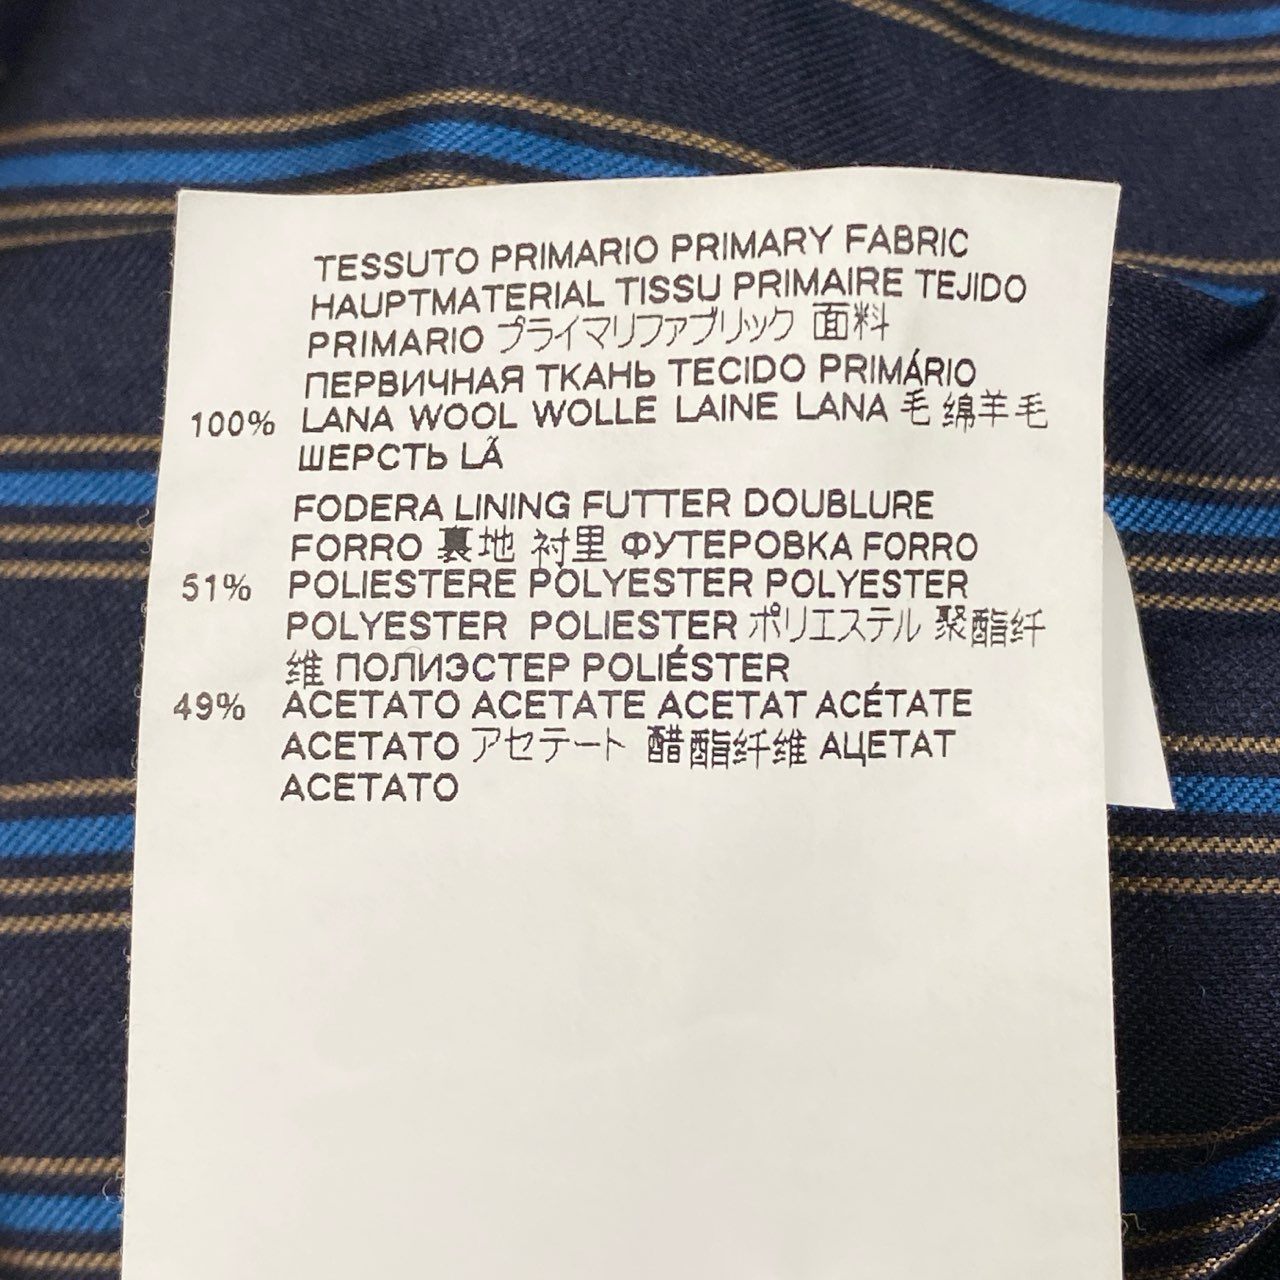 TESSUTO PRIMARIO PRIMARY FABRIC
HAUPTMATERIAL TISSU PRIMAIRE TEJIDO
PRIMARIO プライマリファブリック 面料
ПЕРВИЧНАЯ ТКАНЬ TECIDO PRIMÁRIO
100% LANA WOOL WOLLE LAINE LANA 毛 绵羊毛
ШЕРСТЬ LÃ
FODERA LINING FUTTER DOUBLURE
FORRO 裏地 衬里 ФУТЕРОВКА FORRO
51% POLIESTERE POLYESTER POLYESTER
POLYESTER POLIESTER ポリエステル 聚酯纤
维 ПОЛИЭСТЕР POLIÉSTER
49% ACETATO ACETATE ACETAT ACÉTATE
ACETATO アセテート 醋酯纤维 АЦЕТАТ
ACETATO